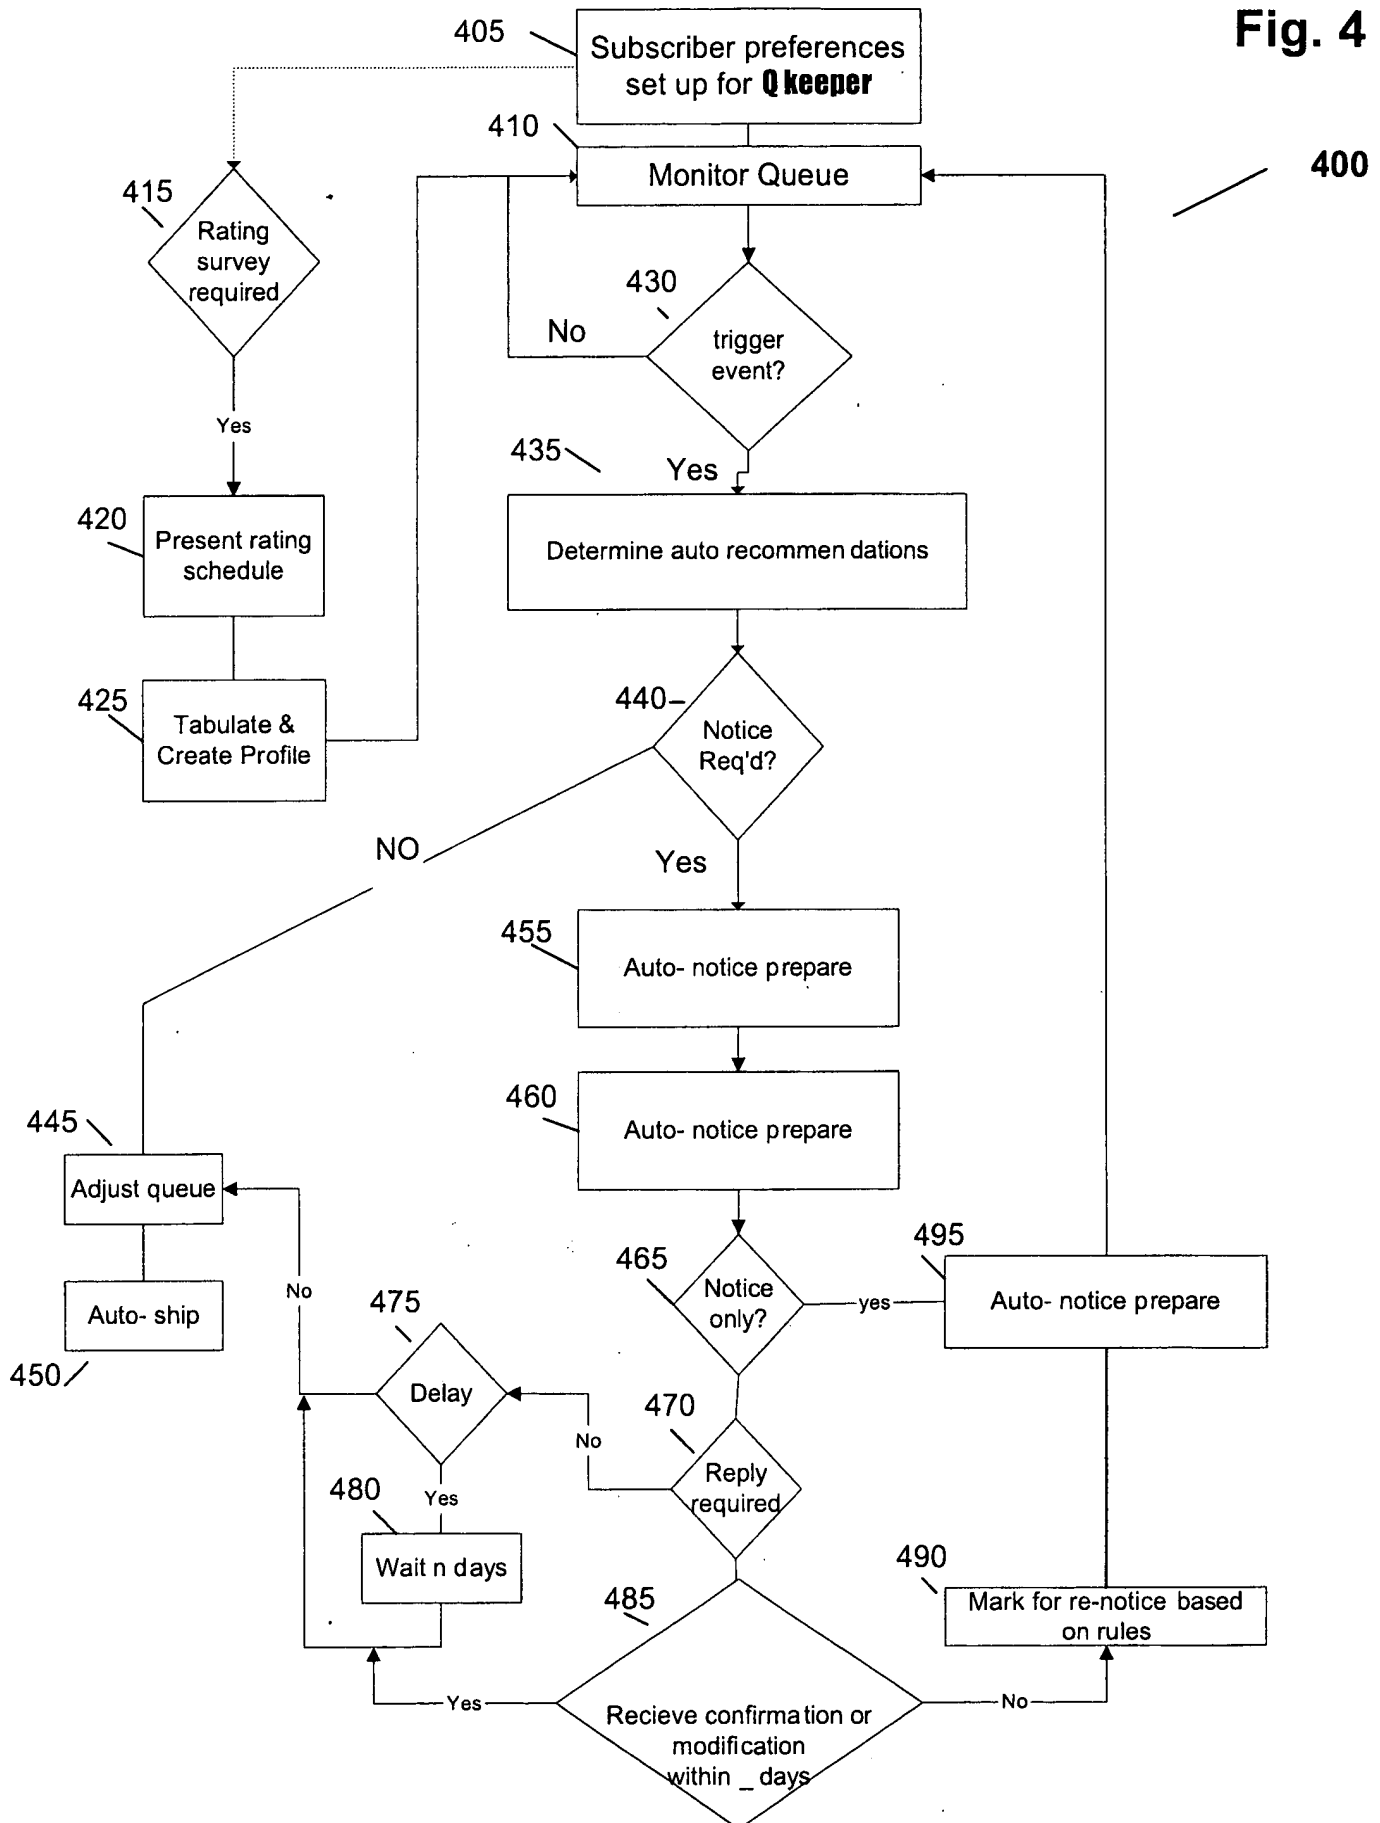 Fig. 4
405
Subscriber preferences
set up for Q keeper
410
Monitor Queue
400
415
Rating
survey
required
430
No
trigger
event?
Yes
435
Yes
420
Present rating
schedule
Determine auto recommen dations
425
Tabulate &
Create Profile
440
Notice
Req'd?
NO
Yes
455
Auto- notice prepare
460
Auto- notice prepare
445
Adjust queue
Auto- ship
450
465
Notice
only?
yes
495
Auto- notice prepare
No
475
Delay
470
No
Reply
required
480
Yes
Wait n days
485
490
Mark for re-notice based
on rules
Yes
Recieve confirmation or
modification
within _ days
No